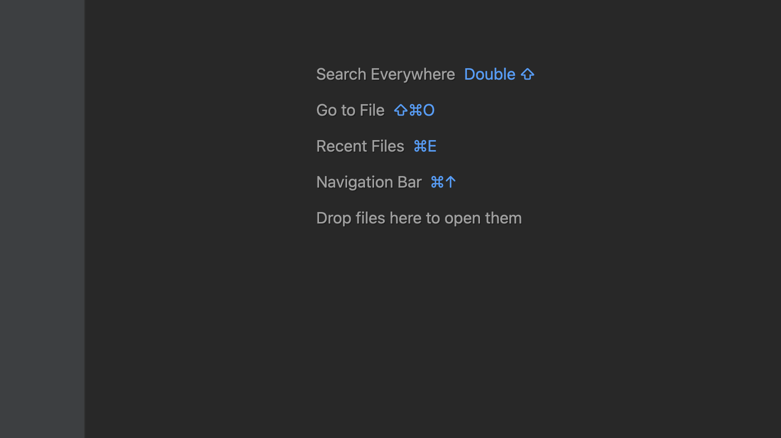 Search Everywhere Double ⇧
Go to File ⇧⌘O
Recent Files ⌘E
Navigation Bar ⌘↑
Drop files here to open them